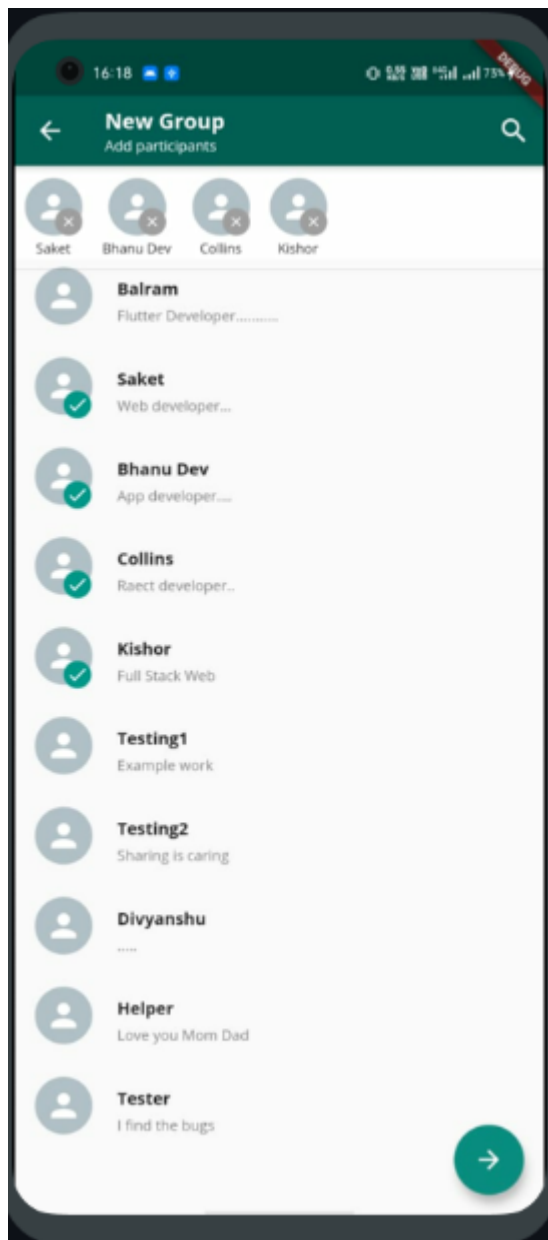 16:18
73%
DEBUG
New Group
Add participants
Saket
Bhanu Dev
Collins
Kishor
Balram
Flutter Developer...........
Saket
Web developer...
Bhanu Dev
App developer....
Collins
Raect developer..
Kishor
Full Stack Web
Testing1
Example work
Testing2
Sharing is caring
Divyanshu
.....
Helper
Love you Mom Dad
Tester
I find the bugs